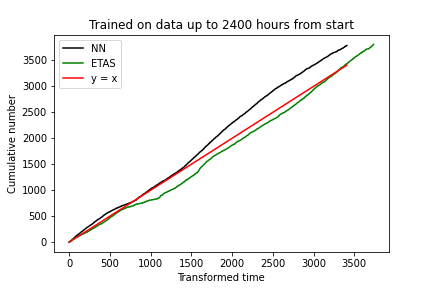 Trained on data up to 2400 hours from start
NN
ETAS
y = x
Cumulative number
3500
3000
2500
2000
1500
1000
500
0
0 500 1000 1500 2000 2500 3000 3500
Transformed time